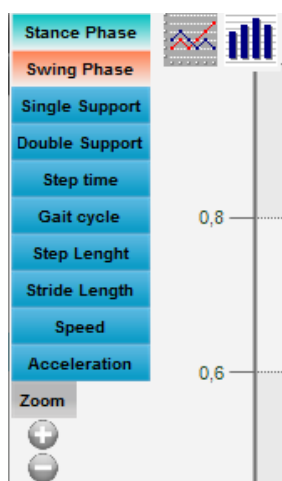 Stance Phase
Swing Phase
Single Support
Double Support
Step time
Gait cycle
Step Lenght
Stride Length
Speed
Acceleration
Zoom
0,8
0,6